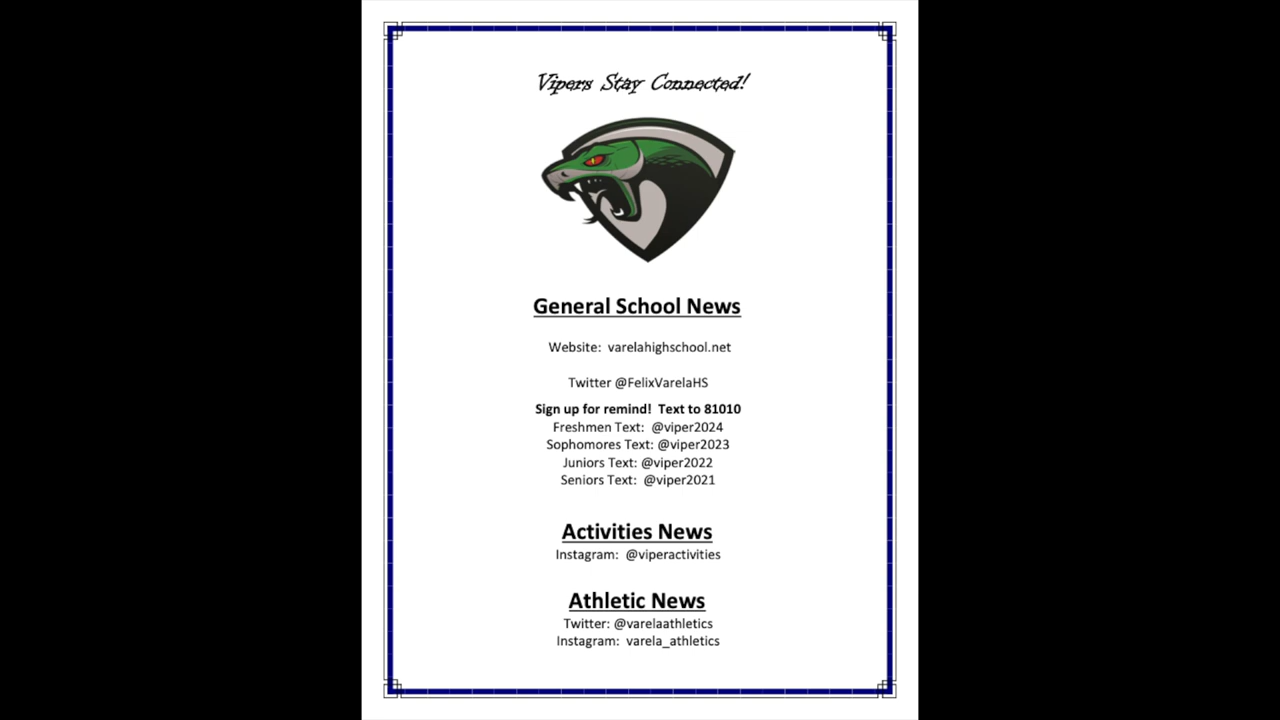 Vipers Stay Connected!
General School News
Website: varelahighschool.net
Twitter @FelixVarelaHS
Sign up for remind! Text to 81010
Freshmen Text: @viper2024
Sophomores Text: @viper2023
Juniors Text: @viper2022
Seniors Text: @viper2021
Activities News
Instagram: @viperactivities
Athletic News
Twitter: @varelaathletics
Instagram: varela_athletics